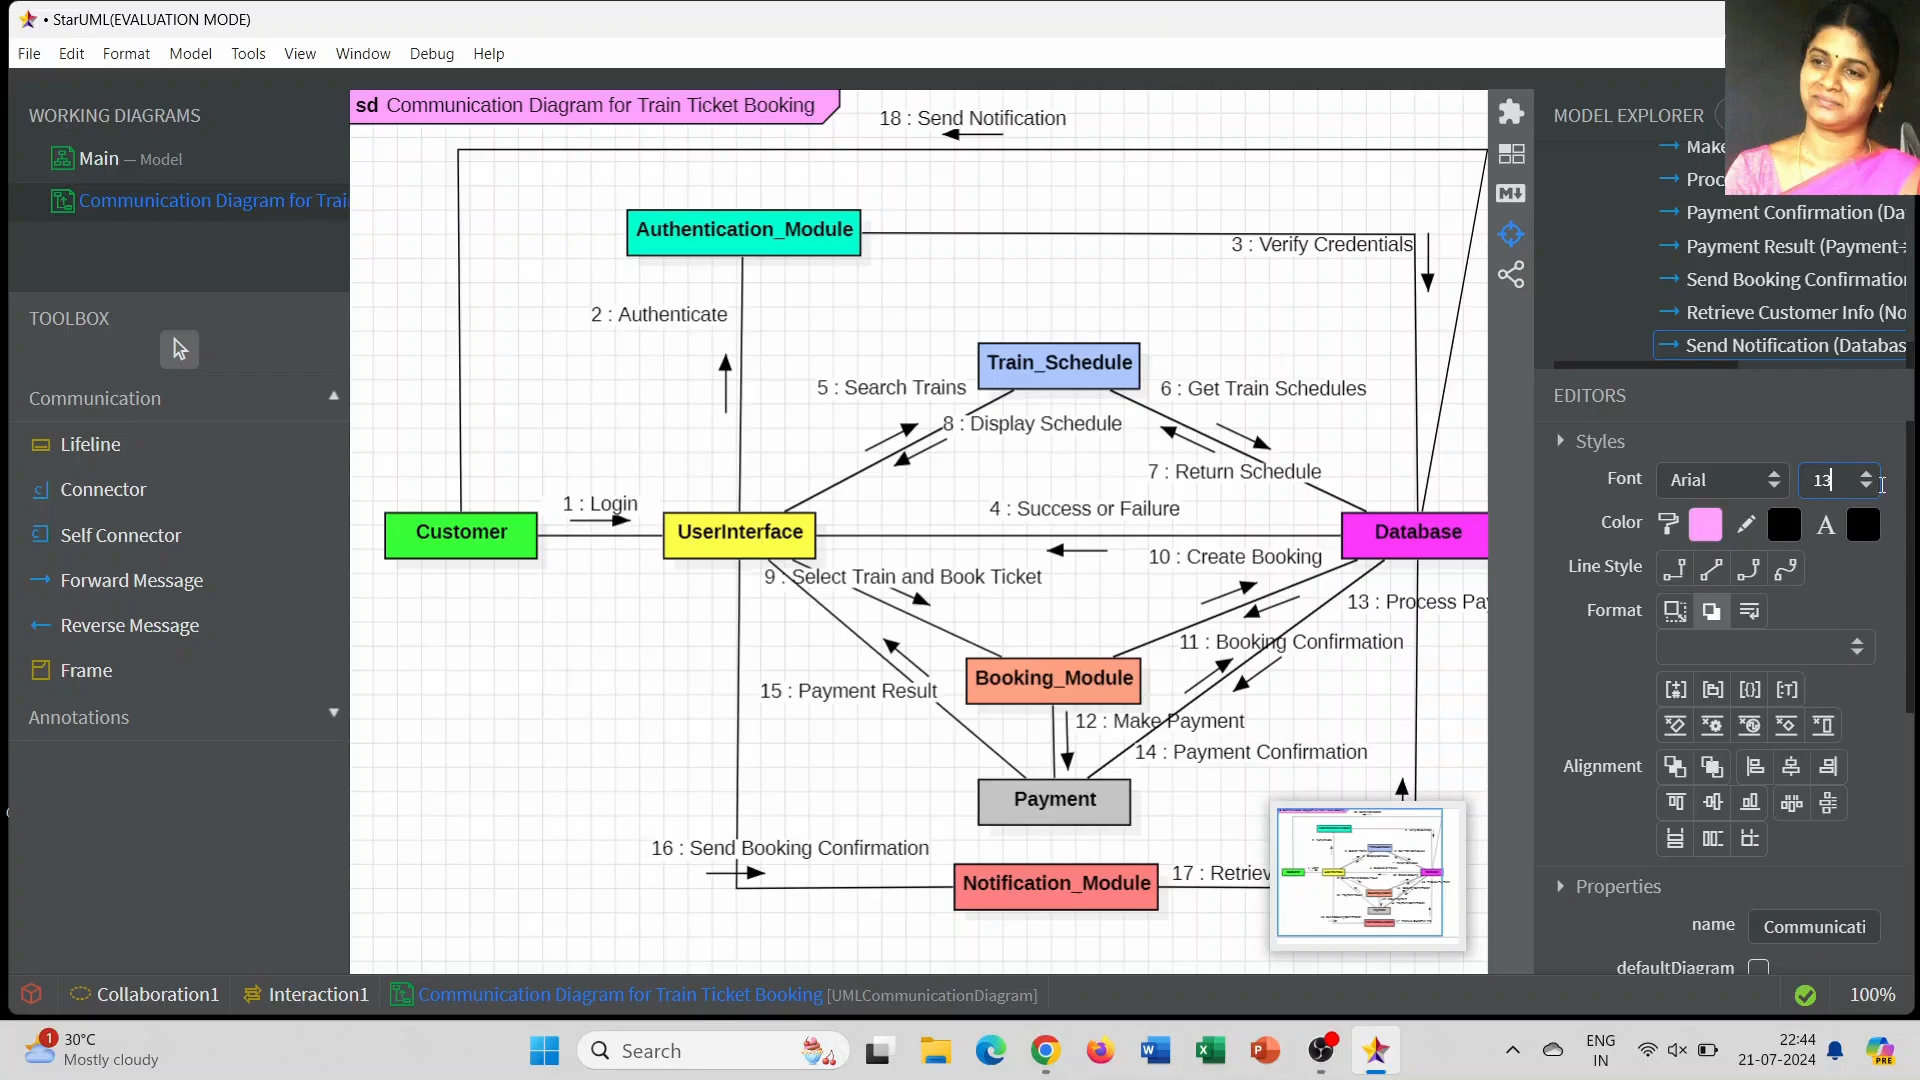 • StarUML(EVALUATION MODE)
File Edit Format Model Tools View Window Debug Help
WORKING DIAGRAMS
Main — Model
Communication Diagram for Trai
TOOLBOX
Communication
Lifeline
Connector
Self Connector
Forward Message
Reverse Message
Frame
Annotations
sd Communication Diagram for Train Ticket Booking
18 : Send Notification
Authentication_Module
3 : Verify Credentials
2 : Authenticate
Train_Schedule
5 : Search Trains
6 : Get Train Schedules
8 : Display Schedule
7 : Return Schedule
1 : Login
4 : Success or Failure
Customer
UserInterface
Database
10 : Create Booking
9 : Select Train and Book Ticket
13 : Process Pay
11 : Booking Confirmation
Booking_Module
15 : Payment Result
12 : Make Payment
14 : Payment Confirmation
Payment
16 : Send Booking Confirmation
17 : Retriev
Notification_Module
MODEL EXPLORER
Make
Proc
Payment Confirmation (Da
Payment Result (Payment→
Send Booking Confirmation
Retrieve Customer Info (No
Send Notification (Databas
EDITORS
Styles
Font Arial 13
Color
Line Style
Format
Alignment
Properties
name Communicati
defaultDiagram
Collaboration1 Interaction1 Communication Diagram for Train Ticket Booking [UMLCommunicationDiagram] 100%
1 30°C
Mostly cloudy
Search
ENG
IN
22:44
21-07-2024
PRE